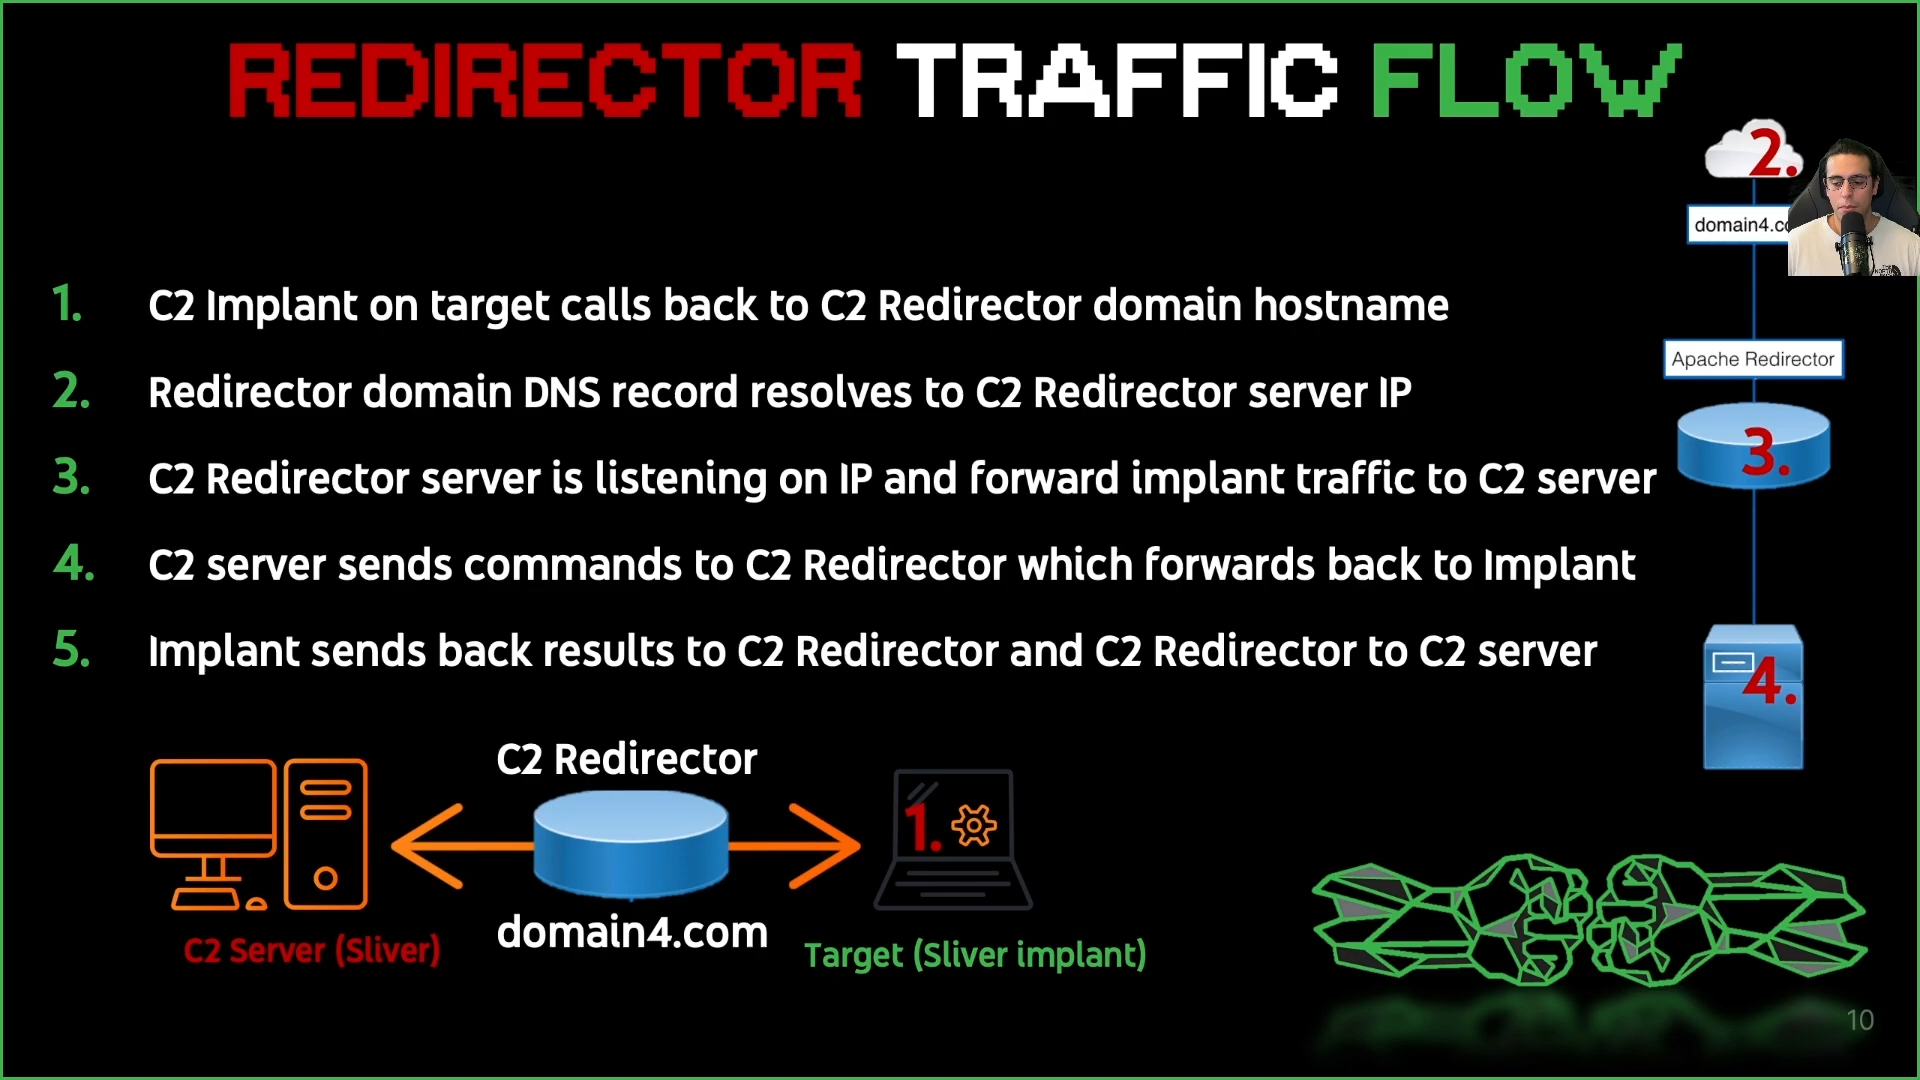 REDIRECTOR TRAFFIC FLOW
2.
domain4.co
1. C2 Implant on target calls back to C2 Redirector domain hostname
Apache Redirector
2. Redirector domain DNS record resolves to C2 Redirector server IP
3. C2 Redirector server is listening on IP and forward implant traffic to C2 server
3.
4. C2 server sends commands to C2 Redirector which forwards back to Implant
5. Implant sends back results to C2 Redirector and C2 Redirector to C2 server
4.
C2 Redirector
1.
domain4.com
C2 Server (Sliver)
Target (Sliver implant)
10